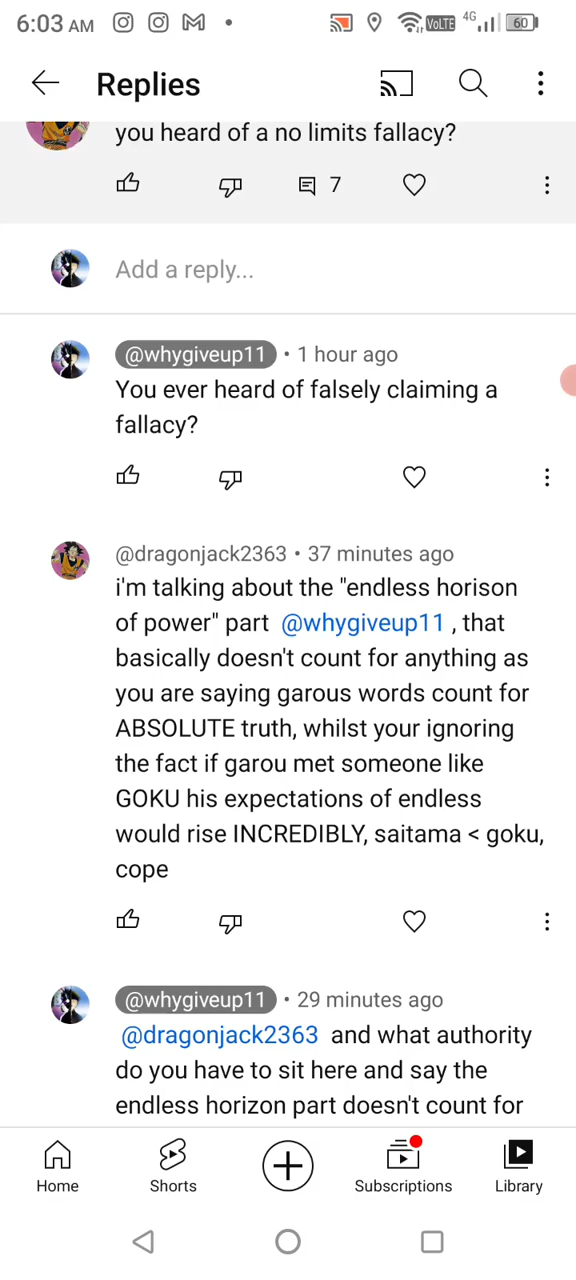 6:03 AM
VoLTE
4G
60
Replies
you heard of a no limits fallacy?
7
Add a reply...
@whygiveup11 • 1 hour ago
You ever heard of falsely claiming a
fallacy?
@dragonjack2363 • 37 minutes ago
i'm talking about the "endless horison
of power" part @whygiveup11 , that
basically doesn't count for anything as
you are saying garous words count for
ABSOLUTE truth, whilst your ignoring
the fact if garou met someone like
GOKU his expectations of endless
would rise INCREDIBLY, saitama < goku,
cope
@whygiveup11 • 29 minutes ago
@dragonjack2363 and what authority
do you have to sit here and say the
endless horizon part doesn't count for
Home
Shorts
Subscriptions
Library